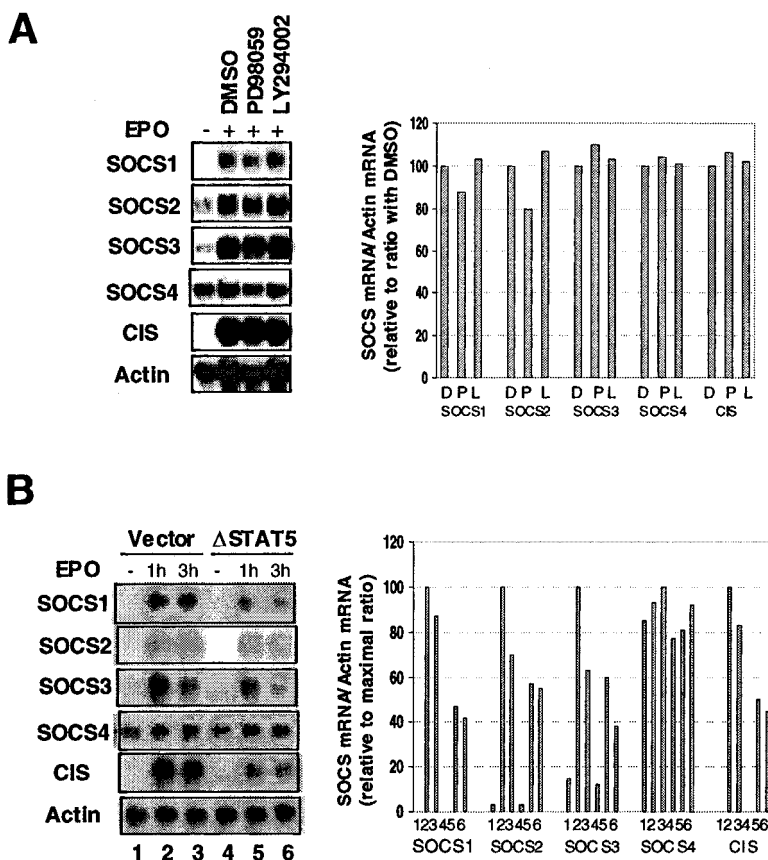 A
DMSO
PD98059
LY294002
EPO - + + +
SOCS1
SOCS2
SOCS3
SOCS4
CIS
Actin
SOCS mRNA/Actin mRNA
(relative to ratio with DMSO)
120
100
80
60
40
20
0
D P L D P L D P L D P L D P L
SOCS1 SOCS2 SOCS3 SOCS4 CIS
B
Vector ΔSTAT5
EPO - 1h 3h - 1h 3h
SOCS1
SOCS2
SOCS3
SOCS4
CIS
Actin
1 2 3 4 5 6
SOCS mRNA/Actin mRNA
(relative to maximal ratio)
120
100
80
60
40
20
0
123456 123456 123456 123456 123456
SOCS1 SOCS2 SOCS3 SOCS4 CIS